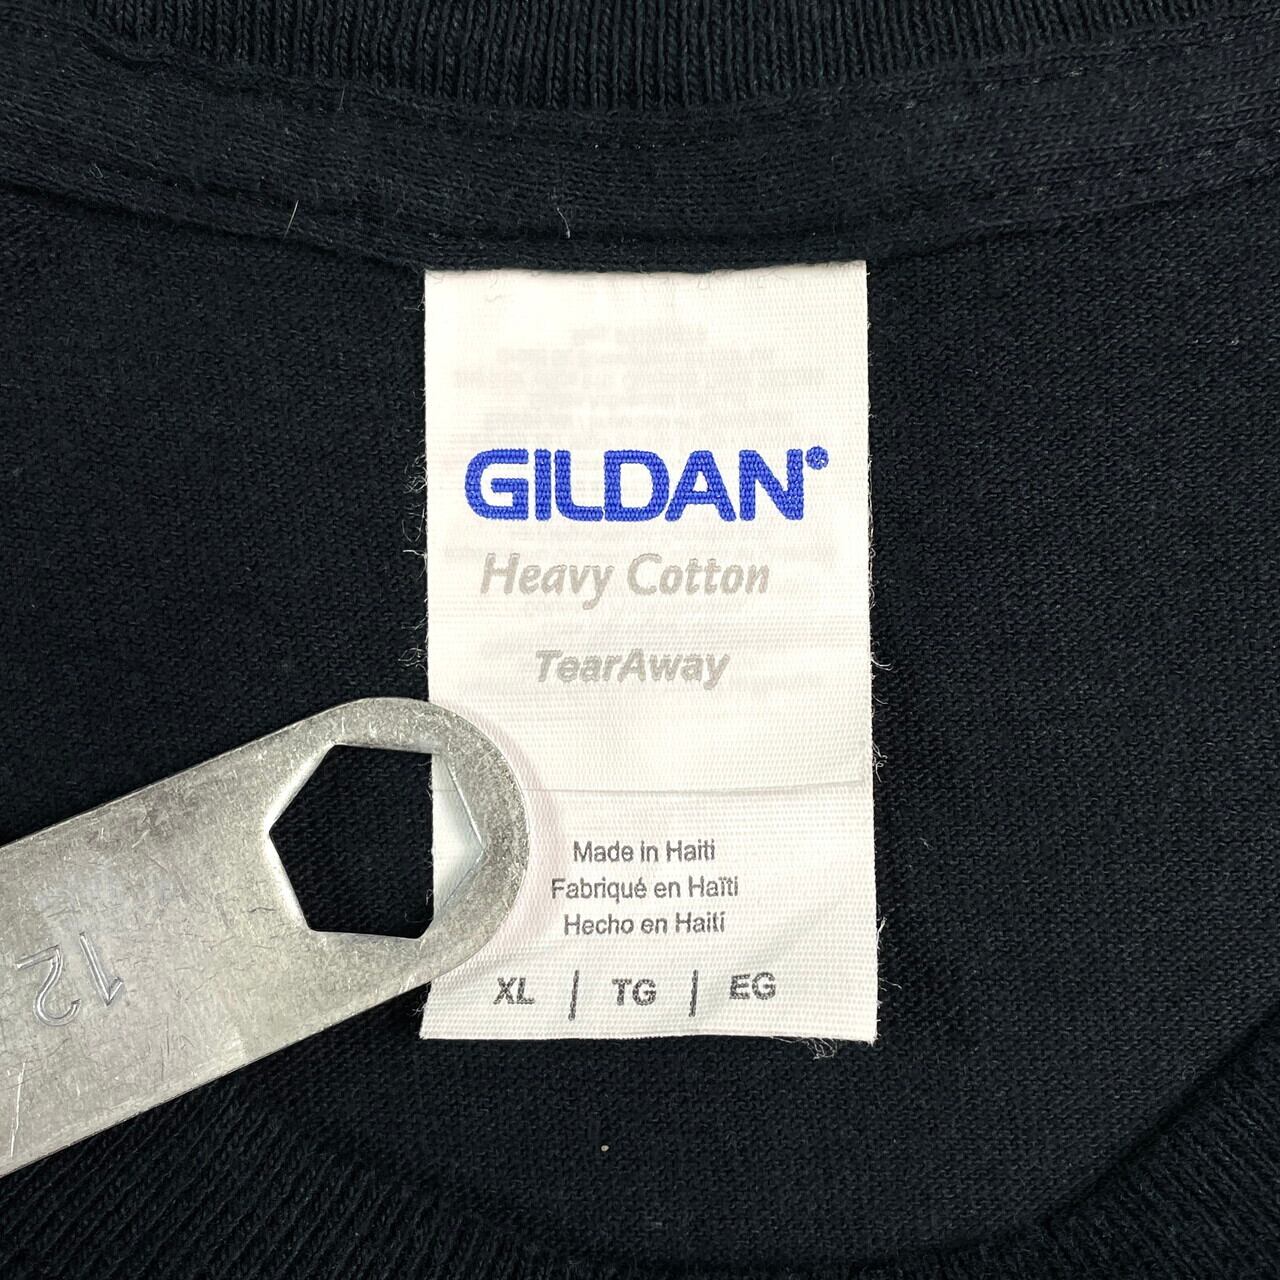 GILDAN®
Heavy Cotton
TearAway
Made in Haiti
Fabriqué en Haïti
Hecho en Haití
XL | TG | EG
12